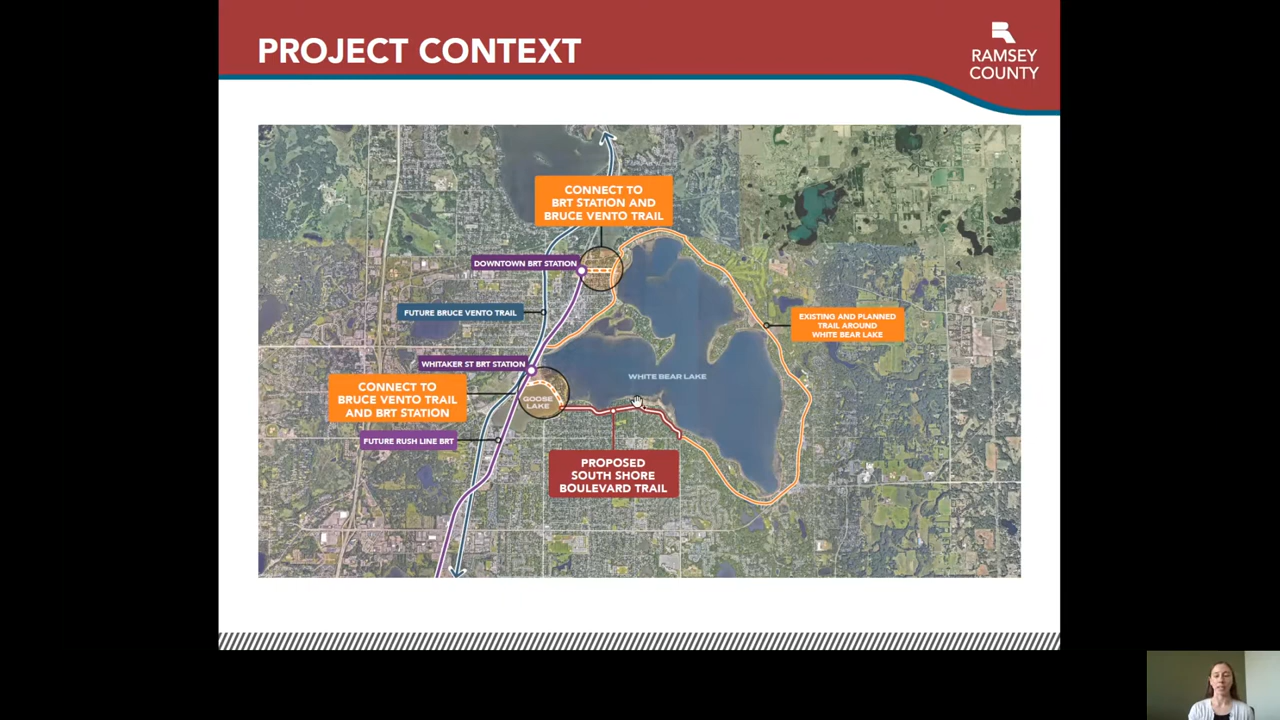 PROJECT CONTEXT
RAMSEY
COUNTY
CONNECT TO
BRT STATION AND
BRUCE VENTO TRAIL
DOWNTOWN BRT STATION
FUTURE BRUCE VENTO TRAIL
EXISTING AND PLANNED
TRAIL AROUND
WHITE BEAR LAKE
WHITAKER ST BRT STATION
WHITE BEAR LAKE
CONNECT TO
BRUCE VENTO TRAIL
AND BRT STATION
GOOSE
LAKE
FUTURE RUSH LINE BRT
PROPOSED
SOUTH SHORE
BOULEVARD TRAIL